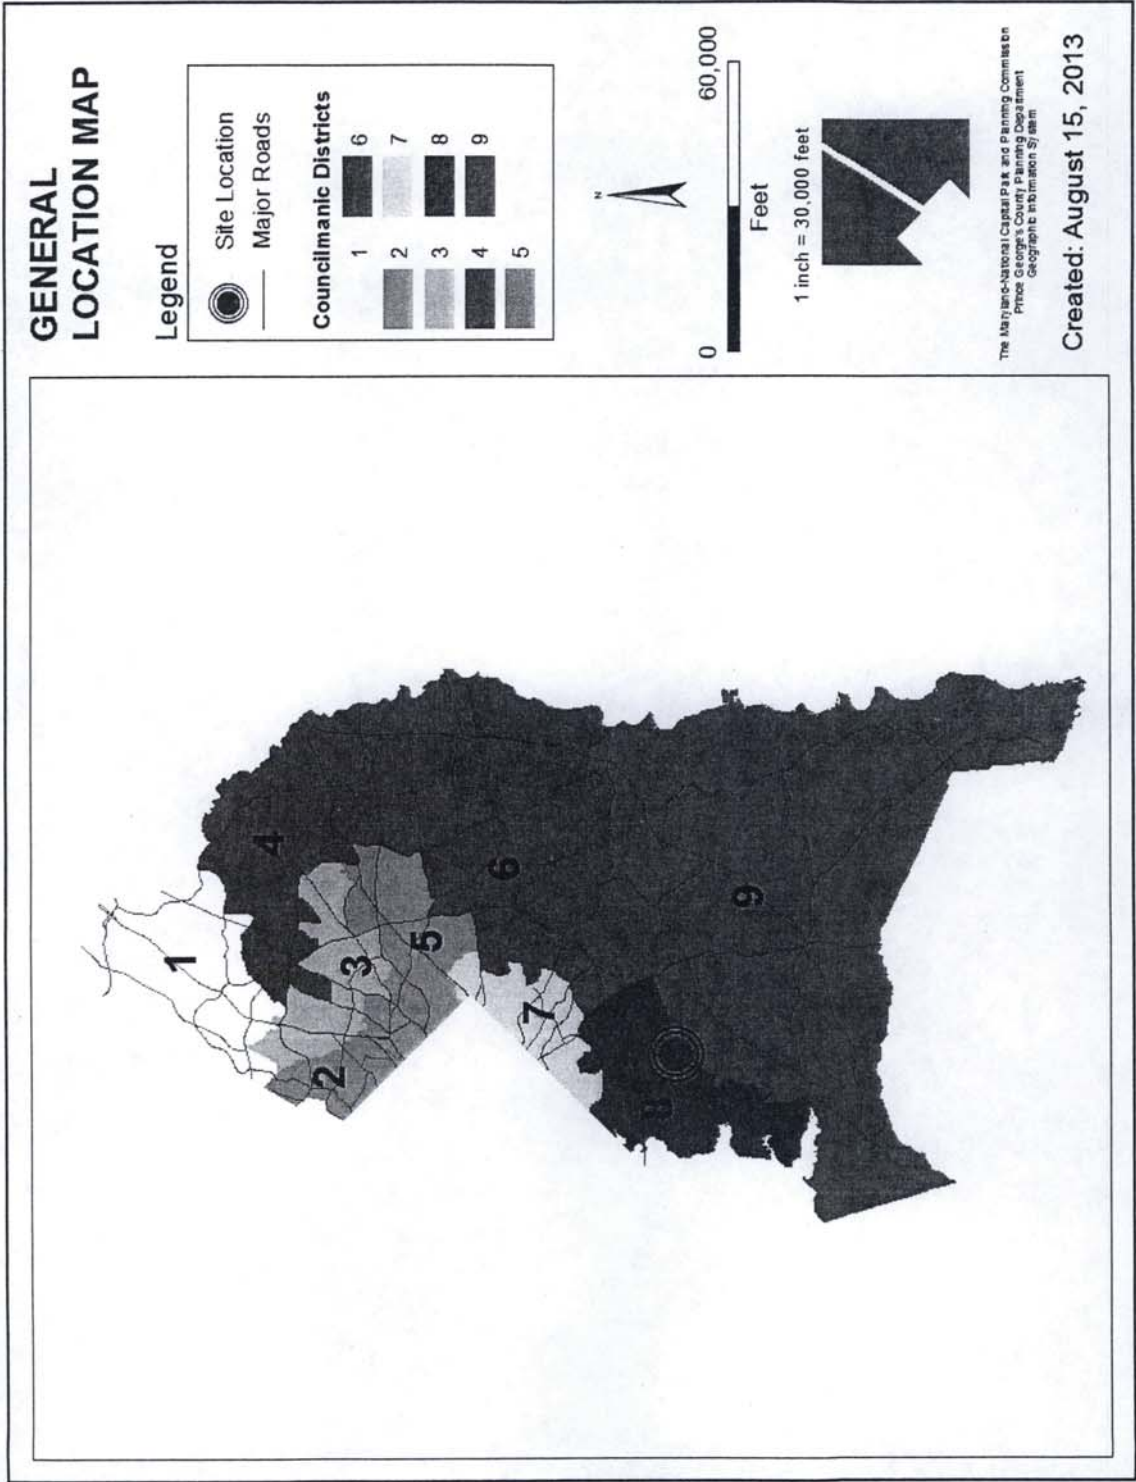 GENERAL
LOCATION MAP
Legend
Site Location
Major Roads
Councilmanic Districts
1
2
3
4
5
6
7
8
9
N
0
60,000
Feet
1 inch = 30,000 feet
The Maryland-National Capital Park and Planning Commission
Prince George's County Planning Department
Geographic Information System
Created: August 15, 2013
1
4
2
3
5
6
7
8
9